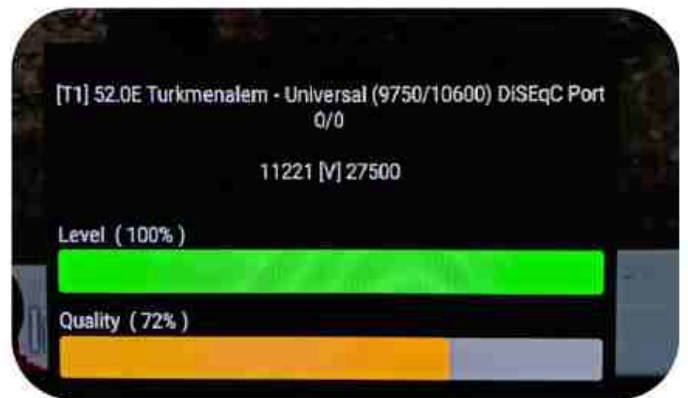 [T1] 52.0E Turkmenalem - Universal (9750/10600) DiSEqC Port
0/0
11221 [V] 27500
Level ( 100% )
Quality ( 72% )